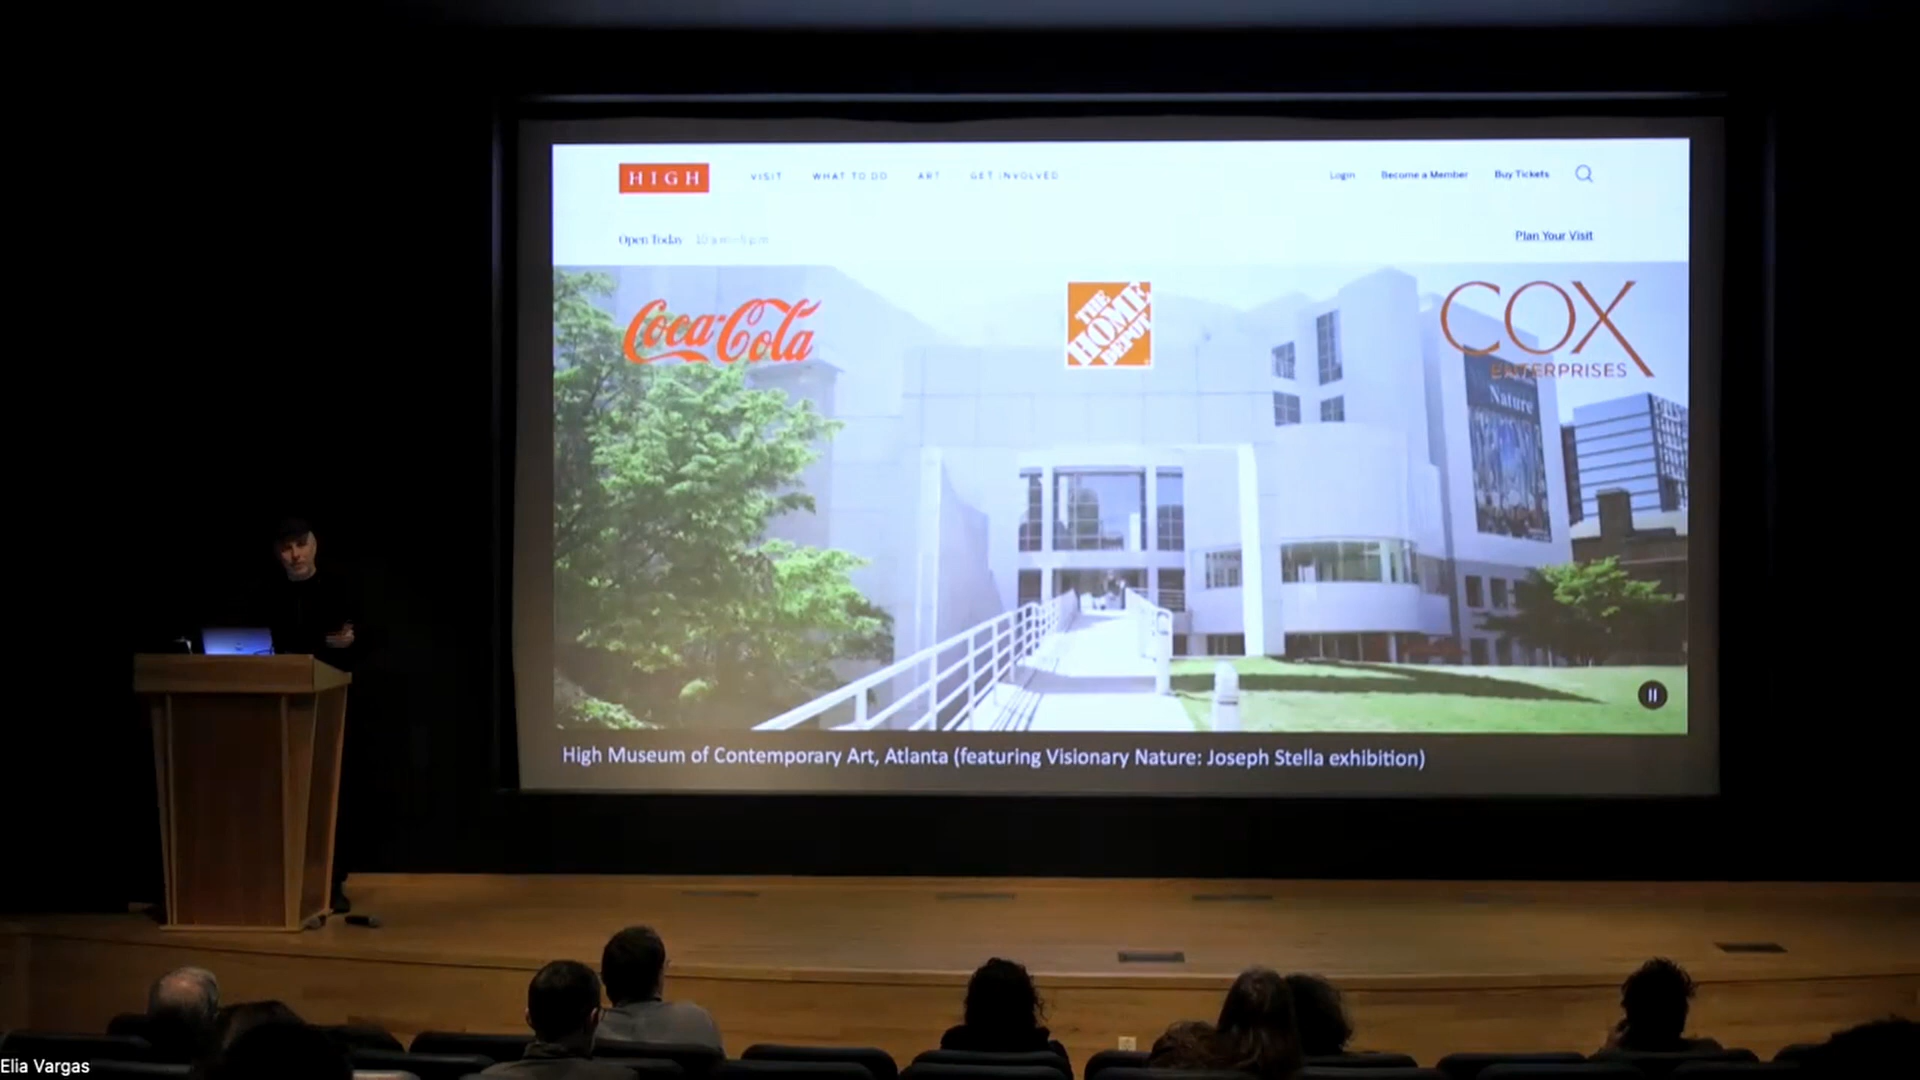 HIGH VISIT WHAT TO DO ART GET INVOLVED Login Become a Member Buy Tickets
Open Today 10 a.m.–5 p.m. Plan Your Visit
Coca-Cola
THE HOME DEPOT
COX
ENTERPRISES
Nature
High Museum of Contemporary Art, Atlanta (featuring Visionary Nature: Joseph Stella exhibition)
Elia Vargas